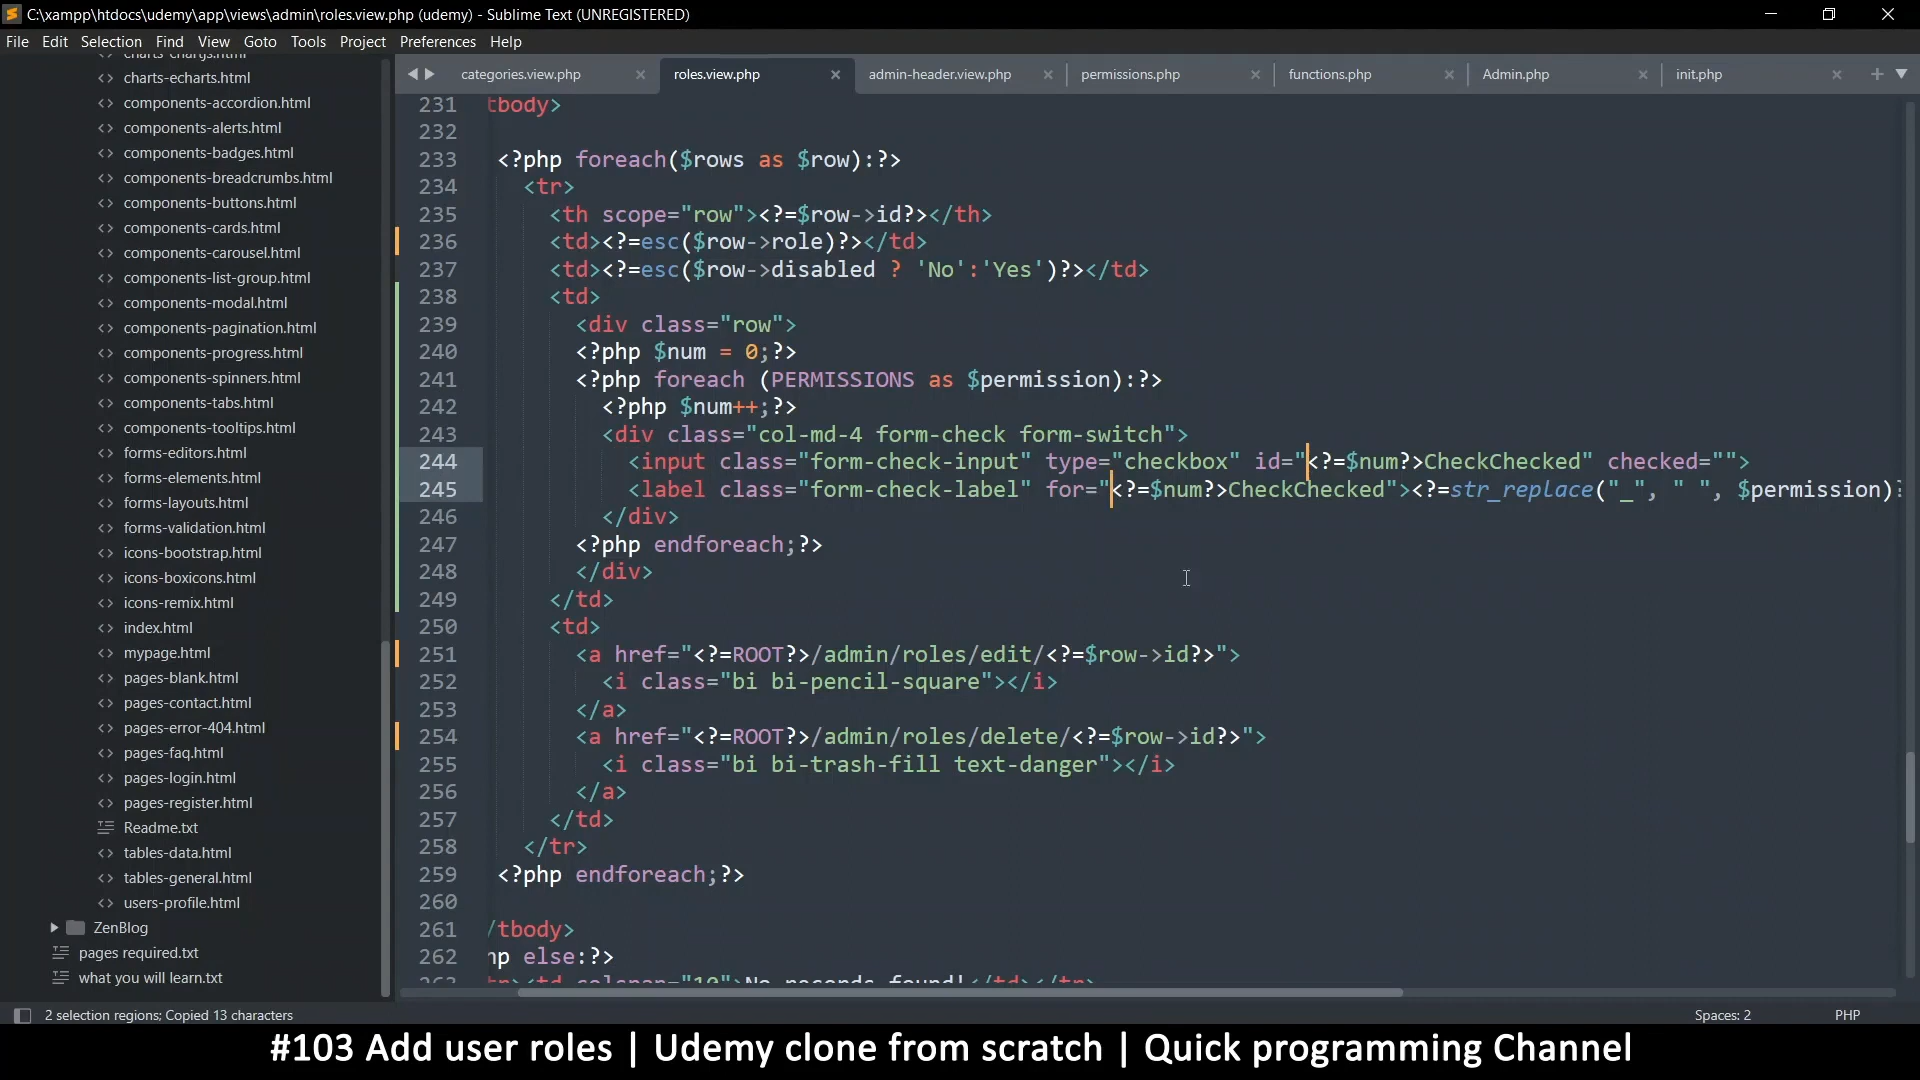 C:\xampp\htdocs\udemy\app\views\admin\roles.view.php (udemy) - Sublime Text (UNREGISTERED)
File Edit Selection Find View Goto Tools Project Preferences Help
categories.view.php roles.view.php admin-header.view.php permissions.php functions.php Admin.php init.php
charts-chartjs.html
charts-echarts.html
components-accordion.html
components-alerts.html
components-badges.html
components-breadcrumbs.html
components-buttons.html
components-cards.html
components-carousel.html
components-list-group.html
components-modal.html
components-pagination.html
components-progress.html
components-spinners.html
components-tabs.html
components-tooltips.html
forms-editors.html
forms-elements.html
forms-layouts.html
forms-validation.html
icons-bootstrap.html
icons-boxicons.html
icons-remix.html
index.html
mypage.html
pages-blank.html
pages-contact.html
pages-error-404.html
pages-faq.html
pages-login.html
pages-register.html
Readme.txt
tables-data.html
tables-general.html
users-profile.html
ZenBlog
pages required.txt
what you will learn.txt
231 tbody>
232
233 <?php foreach($rows as $row):?>
234 <tr>
235 <th scope="row"><?=$row->id?></th>
236 <td><?=esc($row->role)?></td>
237 <td><?=esc($row->disabled ? 'No':'Yes')?></td>
238 <td>
239 <div class="row">
240 <?php $num = 0;?>
241 <?php foreach (PERMISSIONS as $permission):?>
242 <?php $num++;?>
243 <div class="col-md-4 form-check form-switch">
244 <input class="form-check-input" type="checkbox" id="<?=$num?>CheckChecked" checked="">
245 <label class="form-check-label" for="<?=$num?>CheckChecked"><?=str_replace("_", " ", $permission)?
246 </div>
247 <?php endforeach;?>
248 </div>
249 </td>
250 <td>
251 <a href="<?=ROOT?>/admin/roles/edit/<?=$row->id?>">
252 <i class="bi bi-pencil-square"></i>
253 </a>
254 <a href="<?=ROOT?>/admin/roles/delete/<?=$row->id?>">
255 <i class="bi bi-trash-fill text-danger"></i>
256 </a>
257 </td>
258 </tr>
259 <?php endforeach;?>
260
261 /tbody>
262 hp else:?>
263 tr><td colspan="10">No records found!</td></tr>
2 selection regions; Copied 13 characters Spaces: 2 PHP
#103 Add user roles | Udemy clone from scratch | Quick programming Channel